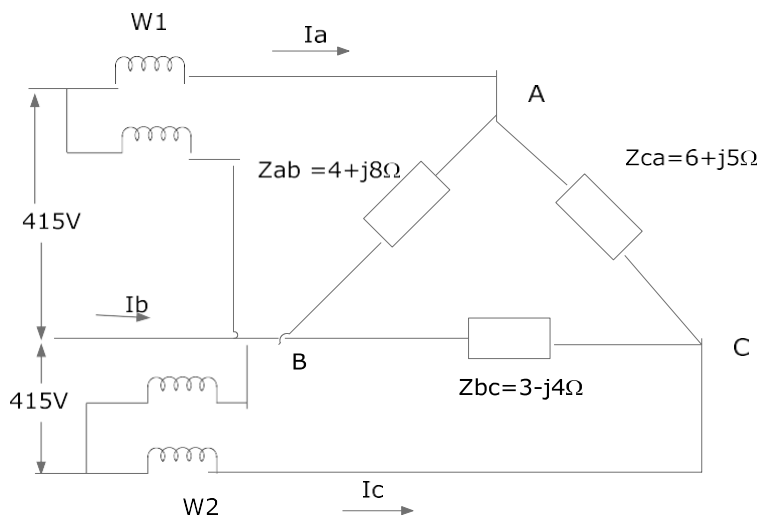 W1
Ia
A
Zab =4+j8Ω
Zca=6+j5Ω
415V
Ib
B
C
415V
Zbc=3-j4Ω
Ic
W2